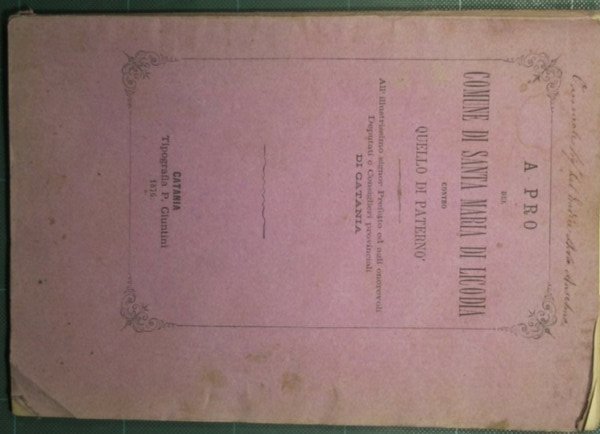 A PRO
DEL
COMUNE DI SANTA MARIA DI LICODIA
CONTRO
QUELLO DI PATERNO'
All' illustrissimo signor Prefetto ed agli onorevoli
Deputati e Consiglieri provinciali
DI CATANIA
CATANIA
Tipografia P. Giuntini
1876